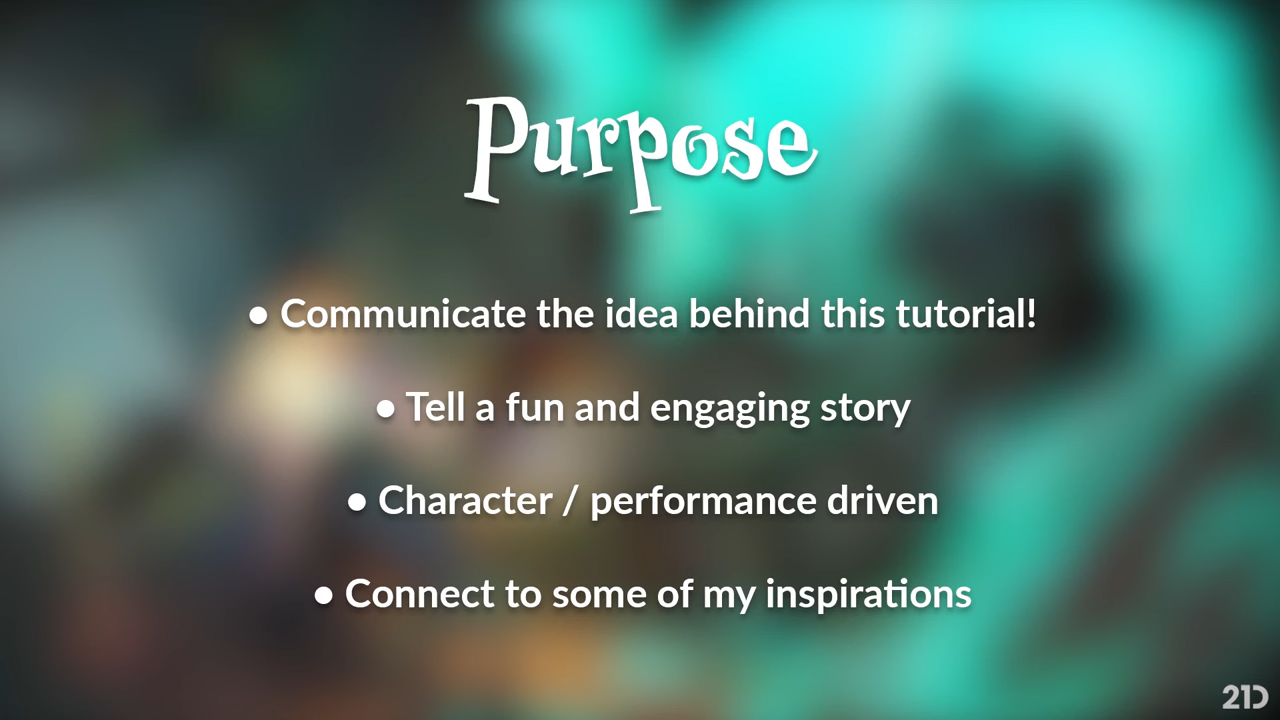 Purpose
• Communicate the idea behind this tutorial!
• Tell a fun and engaging story
• Character / performance driven
• Connect to some of my inspirations
21D